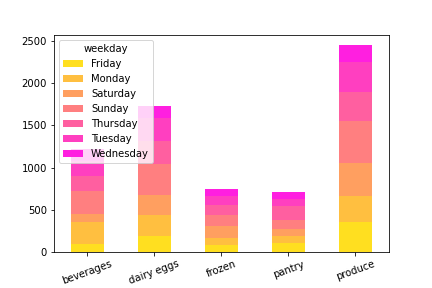 2500
2000
1500
1000
500
0
weekday
Friday
Monday
Saturday
Sunday
Thursday
Tuesday
Wednesday
beverages
dairy eggs
frozen
pantry
produce